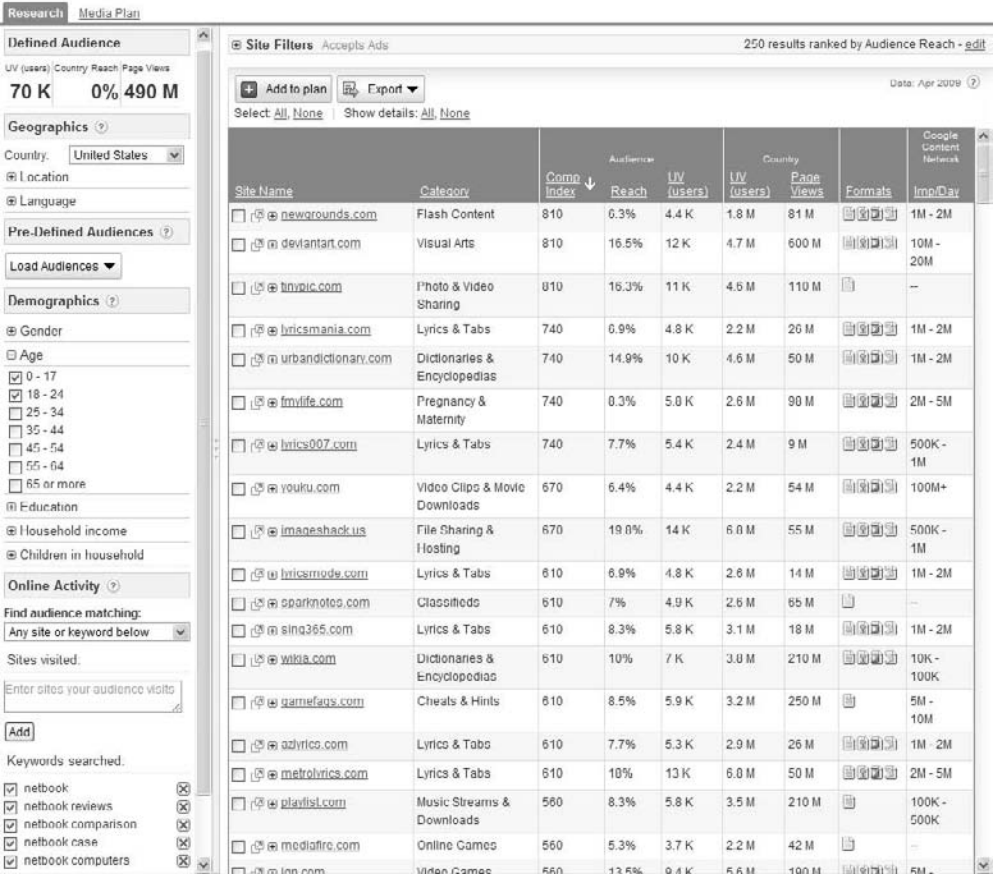 Research Media Plan
Defined Audience
UV (users) Country Reach Page Views
70 K 0% 490 M
Geographics ?
Country: United States
Location
Language
Pre-Defined Audiences ?
Load Audiences
Demographics ?
Gender
Age
0 - 17
18 - 24
25 - 34
35 - 44
45 - 54
55 - 64
65 or more
Education
Household income
Children in household
Online Activity ?
Find audience matching:
Any site or keyword below
Sites visited:
Enter sites your audience visits
Add
Keywords searched:
netbook
netbook reviews
netbook comparison
netbook case
netbook computers
Site Filters Accepts Ads 250 results ranked by Audience Reach - edit
Add to plan Export Data: Apr 2009 ?
Select: All, None | Show details: All, None
Google
Content
Network
Audience Country
Site Name Category Comp Index Reach UV (users) UV (users) Page Views Formats Imp/Day
newgrounds.com Flash Content 810 6.3% 4.4 K 1.8 M 81 M 1M - 2M
deviantart.com Visual Arts 810 16.5% 12 K 4.7 M 600 M 10M -
20M
tinypic.com Photo & Video 810 16.3% 11 K 4.6 M 110 M --
Sharing
lyricsmania.com Lyrics & Tabs 740 6.9% 4.8 K 2.2 M 26 M 1M - 2M
urbandictionary.com Dictionaries & 740 14.9% 10 K 4.6 M 50 M 1M - 2M
Encyclopedias
fmylife.com Pregnancy & 740 8.3% 5.8 K 2.6 M 98 M 2M - 5M
Maternity
lyrics007.com Lyrics & Tabs 740 7.7% 5.4 K 2.4 M 9 M 500K -
1M
youku.com Video Clips & Movie 670 6.4% 4.4 K 2.2 M 54 M 100M+
Downloads
imageshack.us File Sharing & 670 19.8% 14 K 6.8 M 55 M 500K -
Hosting 1M
lyricsmode.com Lyrics & Tabs 610 6.9% 4.8 K 2.6 M 14 M 1M - 2M
sparknotes.com Classifieds 610 7% 4.9 K 2.6 M 65 M --
sing365.com Lyrics & Tabs 610 8.3% 5.8 K 3.1 M 18 M 1M - 2M
wikia.com Dictionaries & 610 10% 7 K 3.8 M 210 M 10K -
Encyclopedias 100K
gamefaqs.com Cheats & Hints 610 8.5% 5.9 K 3.2 M 250 M 5M -
10M
azlyrics.com Lyrics & Tabs 610 7.7% 5.3 K 2.9 M 26 M 1M - 2M
metrolyrics.com Lyrics & Tabs 610 18% 13 K 6.8 M 50 M 2M - 5M
playlist.com Music Streams & 560 8.3% 5.8 K 3.5 M 210 M 100K -
Downloads 500K
mediafire.com Online Games 560 5.3% 3.7 K 2.2 M 42 M --
ign.com Video Games 560 13.5% 9.4 K 5.6 M 190 M 5M -